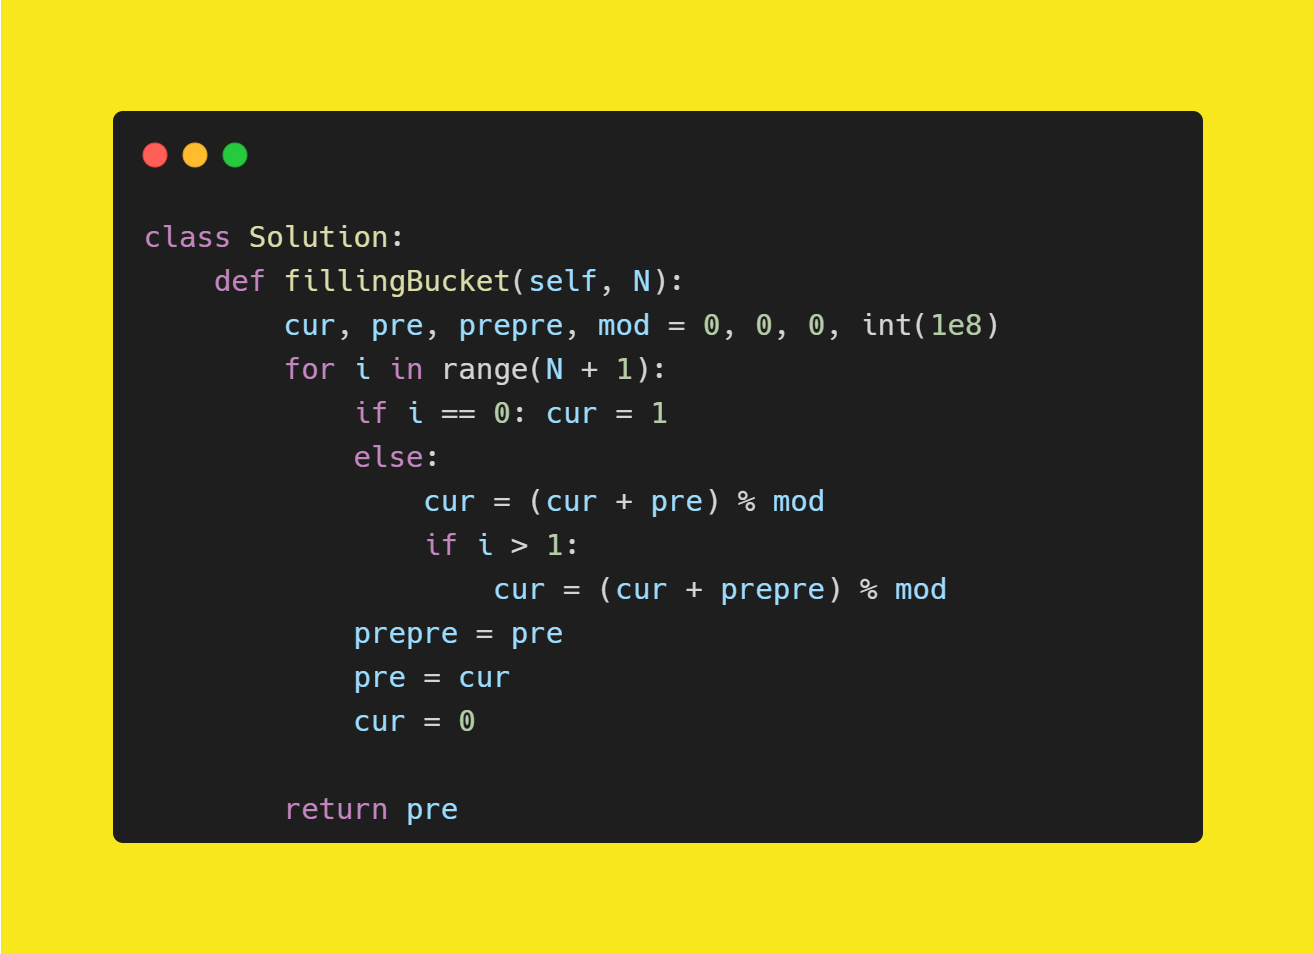 class Solution:
    def fillingBucket(self, N):
        cur, pre, prepre, mod = 0, 0, 0, int(1e8)
        for i in range(N + 1):
            if i == 0: cur = 1
            else:
                cur = (cur + pre) % mod
                if i > 1:
                    cur = (cur + prepre) % mod
            prepre = pre
            pre = cur
            cur = 0

        return pre